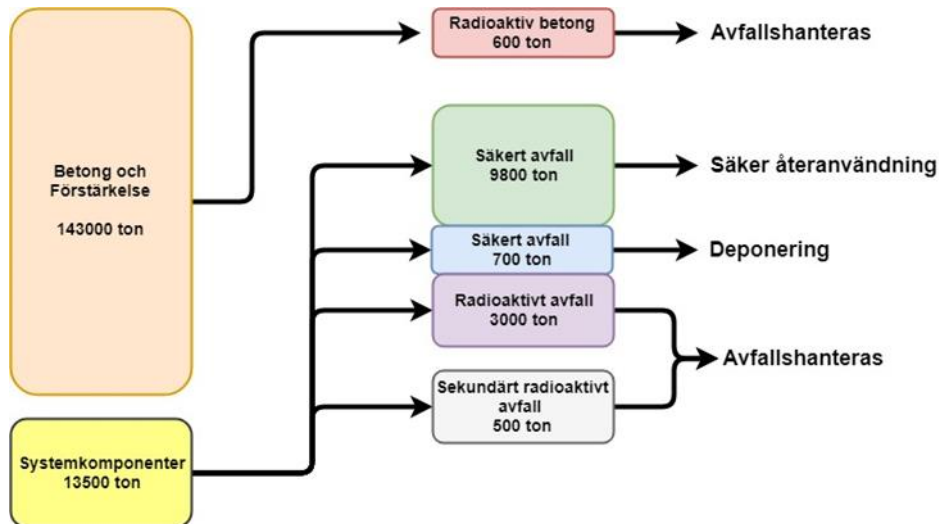 Betong och
Förstärkelse
143000 ton
Systemkomponenter
13500 ton
Radioaktiv betong
600 ton
Säkert avfall
9800 ton
Säkert avfall
700 ton
Radioaktivt avfall
3000 ton
Sekundärt radioaktivt
avfall
500 ton
Avfallshanteras
Säker återanvändning
Deponering
Avfallshanteras